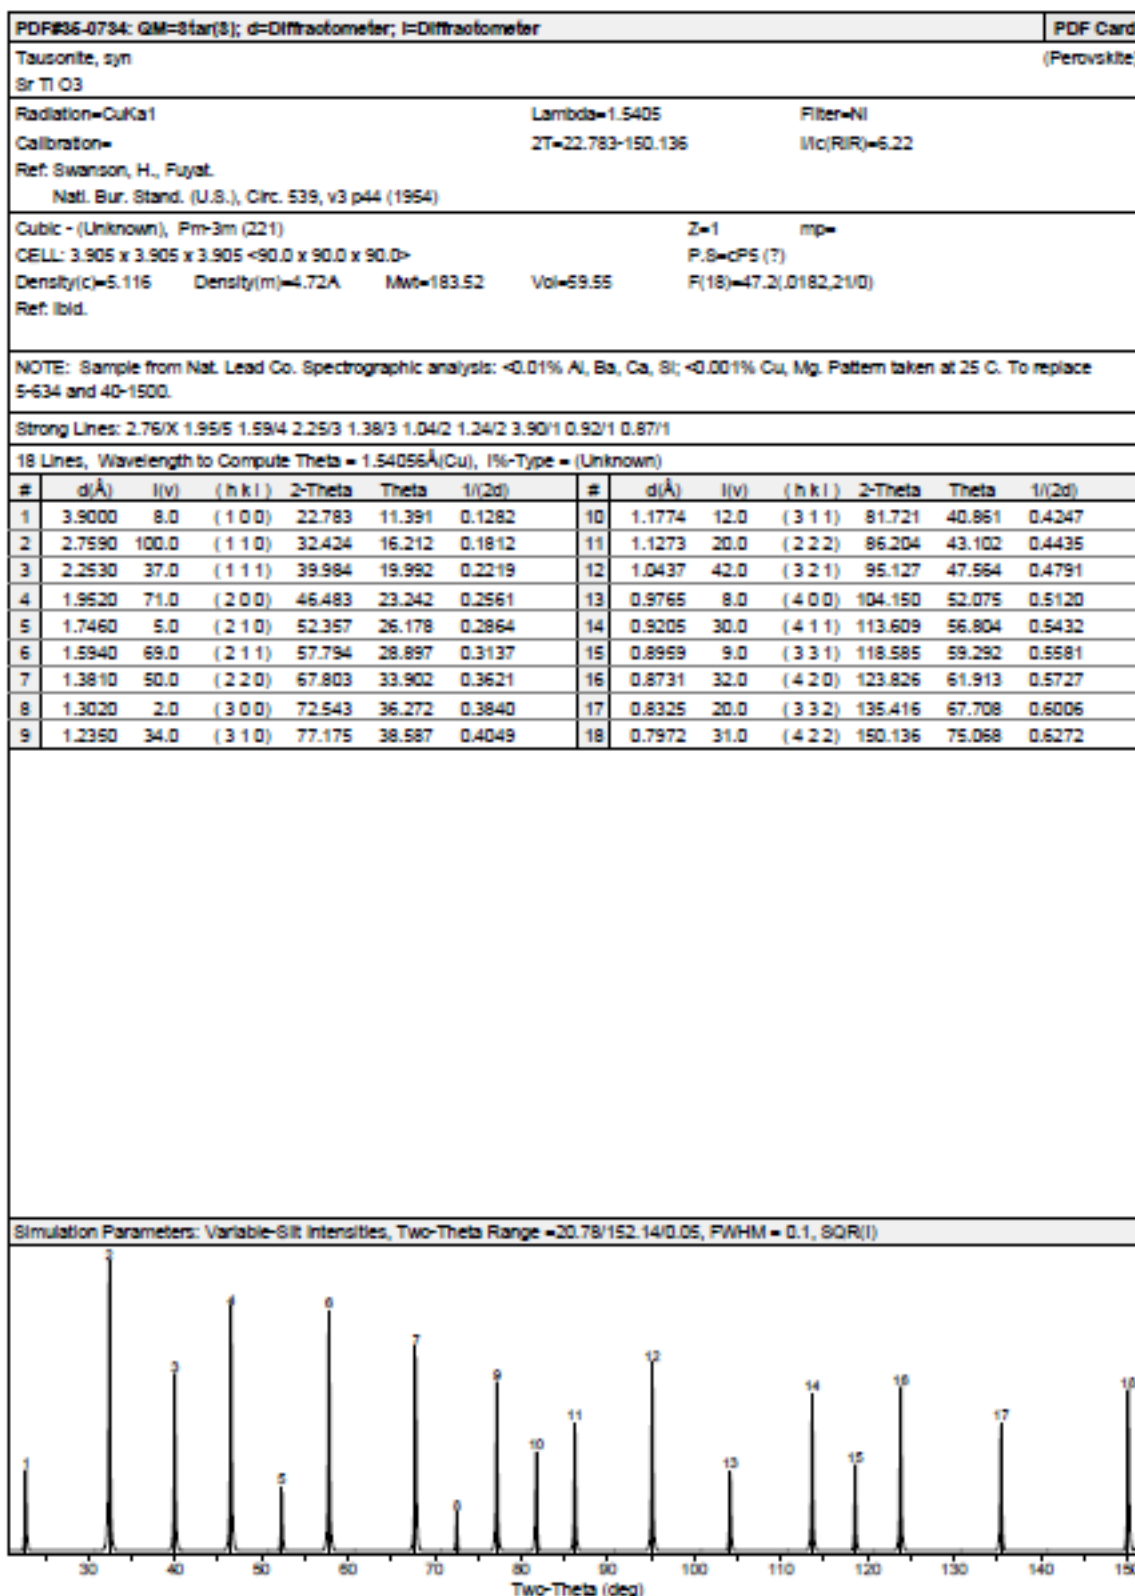 PDF#35-0734: QM=Star(S); d=Diffractometer; I=Diffractometer PDF Card
Tausonite, syn (Perovskite)
Sr Ti O3
Radiation=CuKa1 Lambda=1.5405 Filter=Ni
Calibration= 2T=22.783-150.136 I/Ic(RIR)=6.22
Ref: Swanson, H., Fuyat.
Natl. Bur. Stand. (U.S.), Circ. 539, v3 p44 (1954)
Cubic - (Unknown), Pm-3m (221) Z=1 mp=
CELL: 3.905 x 3.905 x 3.905 <90.0 x 90.0 x 90.0> P.S=cP5 (?)
Density(c)=5.116 Density(m)=4.72A Mwt=183.52 Vol=59.55 F(18)=47.2(.0182,21/0)
Ref: Ibid.
NOTE: Sample from Nat. Lead Co. Spectrographic analysis: <0.01% Al, Ba, Ca, Si; <0.001% Cu, Mg. Pattern taken at 25 C. To replace
5-634 and 40-1500.
Strong Lines: 2.76/X 1.95/5 1.59/4 2.25/3 1.38/3 1.04/2 1.24/2 3.90/1 0.92/1 0.87/1
18 Lines, Wavelength to Compute Theta = 1.54056Å(Cu), I%-Type = (Unknown)
# d(Å) I(v) (h k l) 2-Theta Theta 1/(2d) # d(Å) I(v) (h k l) 2-Theta Theta 1/(2d)
1 3.9000 8.0 (1 0 0) 22.783 11.391 0.1282 10 1.1774 12.0 (3 1 1) 81.721 40.861 0.4247
2 2.7590 100.0 (1 1 0) 32.424 16.212 0.1812 11 1.1273 20.0 (2 2 2) 86.204 43.102 0.4435
3 2.2530 37.0 (1 1 1) 39.984 19.992 0.2219 12 1.0437 42.0 (3 2 1) 95.127 47.564 0.4791
4 1.9520 71.0 (2 0 0) 46.483 23.242 0.2561 13 0.9765 8.0 (4 0 0) 104.150 52.075 0.5120
5 1.7460 5.0 (2 1 0) 52.357 26.178 0.2864 14 0.9205 30.0 (4 1 1) 113.609 56.804 0.5432
6 1.5940 69.0 (2 1 1) 57.794 28.897 0.3137 15 0.8959 9.0 (3 3 1) 118.585 59.292 0.5581
7 1.3810 50.0 (2 2 0) 67.803 33.902 0.3621 16 0.8731 32.0 (4 2 0) 123.826 61.913 0.5727
8 1.3020 2.0 (3 0 0) 72.543 36.272 0.3840 17 0.8325 20.0 (3 3 2) 135.416 67.708 0.6006
9 1.2350 34.0 (3 1 0) 77.175 38.587 0.4049 18 0.7972 31.0 (4 2 2) 150.136 75.068 0.6272
Simulation Parameters: Variable-Slit Intensities, Two-Theta Range =20.78/152.14/0.05, FWHM = 0.1, SQR(I)
1 2 3 4 5 6 7 8 9 10 11 12 13 14 15 16 17 18
30 40 50 60 70 80 90 100 110 120 130 140 150
Two-Theta (deg)